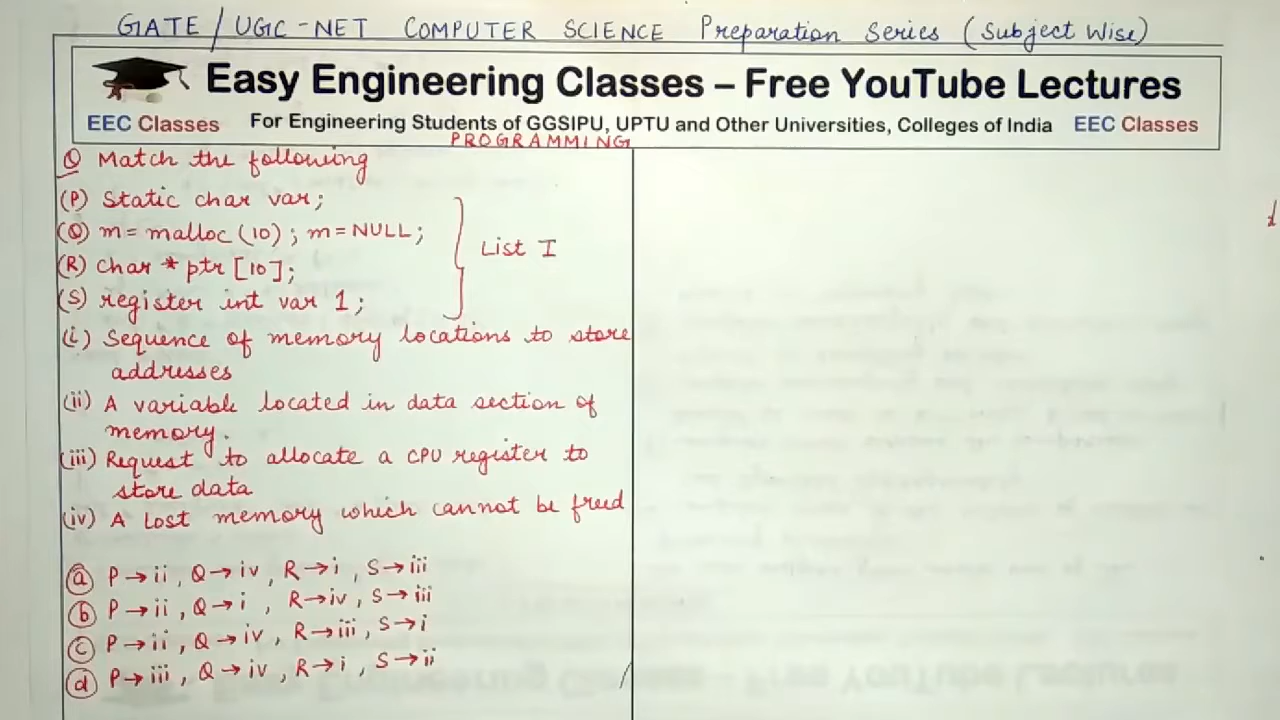 GATE / UGC-NET COMPUTER SCIENCE Preparation Series (Subject Wise)
Easy Engineering Classes – Free YouTube Lectures
EEC Classes For Engineering Students of GGSIPU, UPTU and Other Universities, Colleges of India EEC Classes
PROGRAMMING
Q Match the following
(P) Static char var;
(Q) m = malloc (10) ; m = NULL;
(R) char * ptr [10];
(S) register int var 1;
List I
(i) Sequence of memory locations to store
addresses
(ii) A variable located in data section of
memory.
(iii) Request to allocate a CPU register to
store data
(iv) A Lost memory which cannot be freed
(a) P → ii , Q → iv , R → i , S → iii
(b) P → ii , Q → i , R → iv , S → iii
(c) P → ii , Q → iv , R → iii , S → i
(d) P → iii , Q → iv , R → i , S → ii